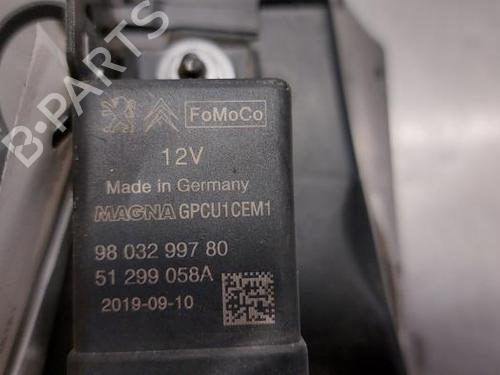 B-PARTS
FoMoCo
12V
Made in Germany
MAGNA GPCU1CEM1
98 032 997 80
51 299 058A
2019-09-10